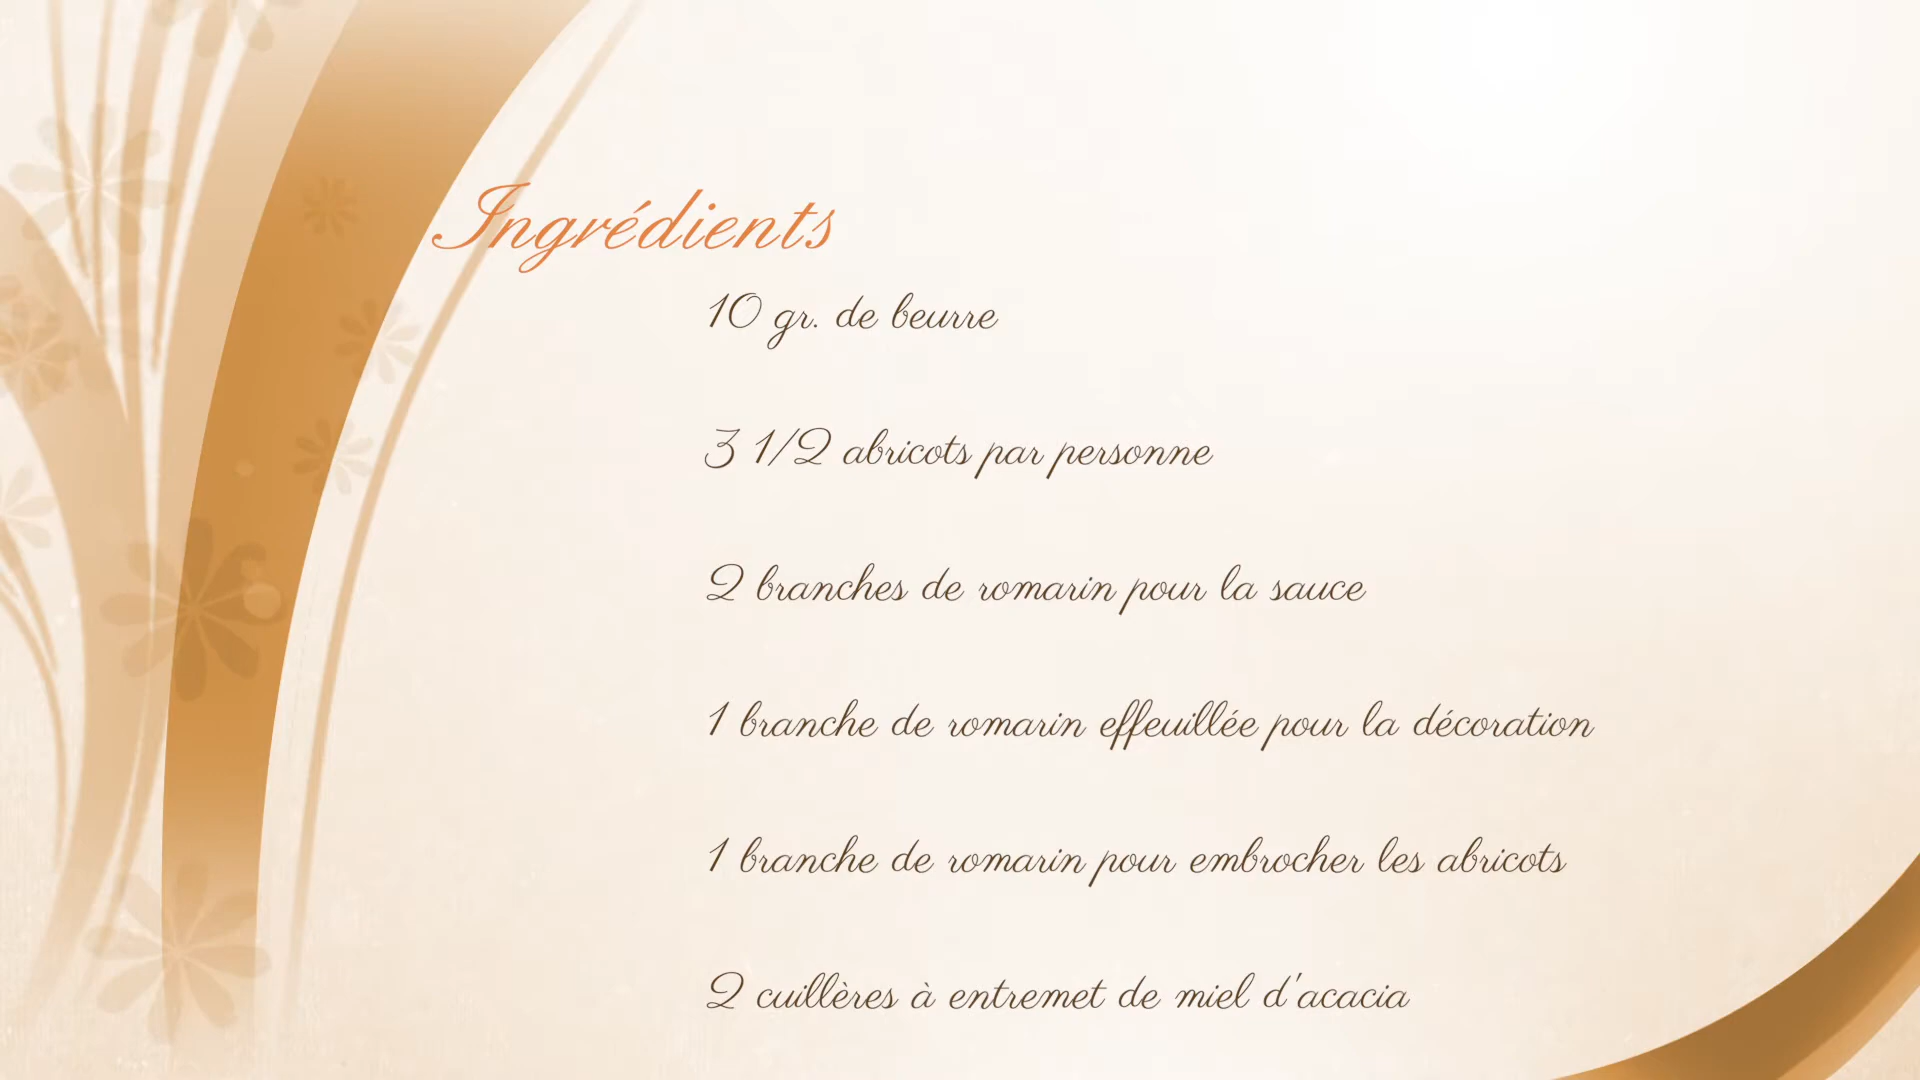 Ingrédients
10 gr. de beurre
3 1/2 abricots par personne
2 branches de romarin pour la sauce
1 branche de romarin effeuillée pour la décoration
1 branche de romarin pour embrocher les abricots
2 cuillères à entremet de miel d'acacia